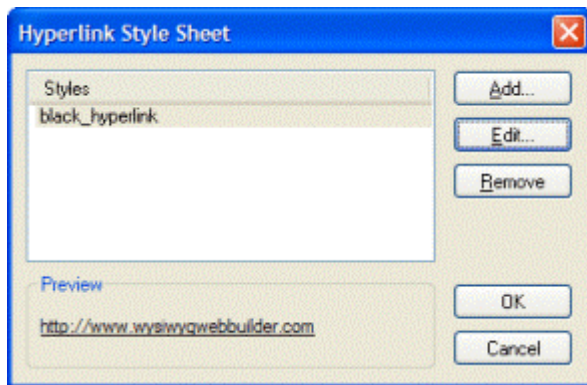 Hyperlink Style Sheet
Styles
black_hyperlink
Add...
Edit...
Remove
Preview
http://www.wysiwygwebbuilder.com
OK
Cancel